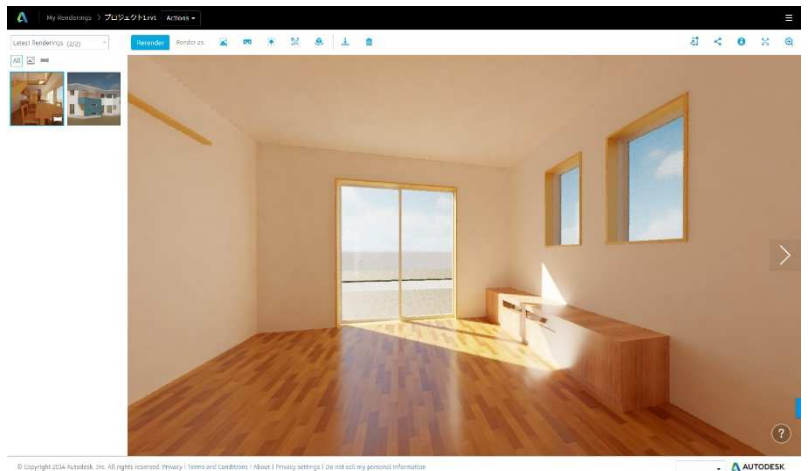 My Renderings > プロジェクト1.rvt Actions
Latest Renderings (2/2)
Rerender Render as
All
?
© Copyright 2014 Autodesk, Inc. All rights reserved. Privacy | Terms and Conditions | About | Privacy settings | Do not sell my personal information
AUTODESK